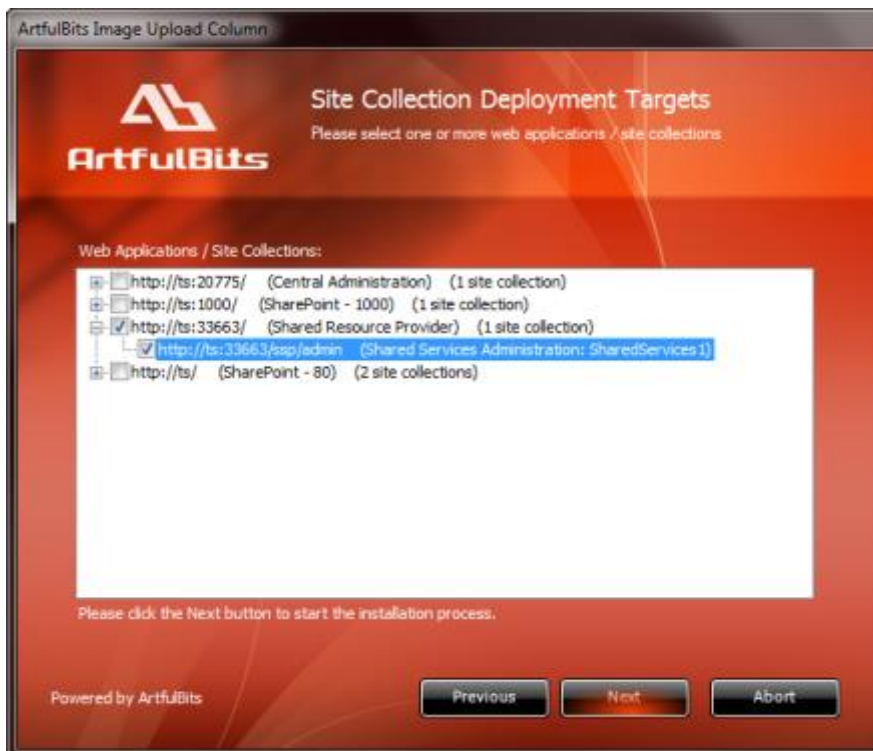 ArtfulBits Image Upload Column
ArtfulBits
Site Collection Deployment Targets
Please select one or more web applications / site collections
Web Applications / Site Collections:
http://ts:20775/ (Central Administration) (1 site collection)
http://ts:1000/ (SharePoint - 1000) (1 site collection)
http://ts:33663/ (Shared Resource Provider) (1 site collection)
http://ts:33663/ssp/admin (Shared Services Administration: SharedServices1)
http://ts/ (SharePoint - 80) (2 site collections)
Please click the Next button to start the installation process.
Powered by ArtfulBits
Previous
Next
Abort